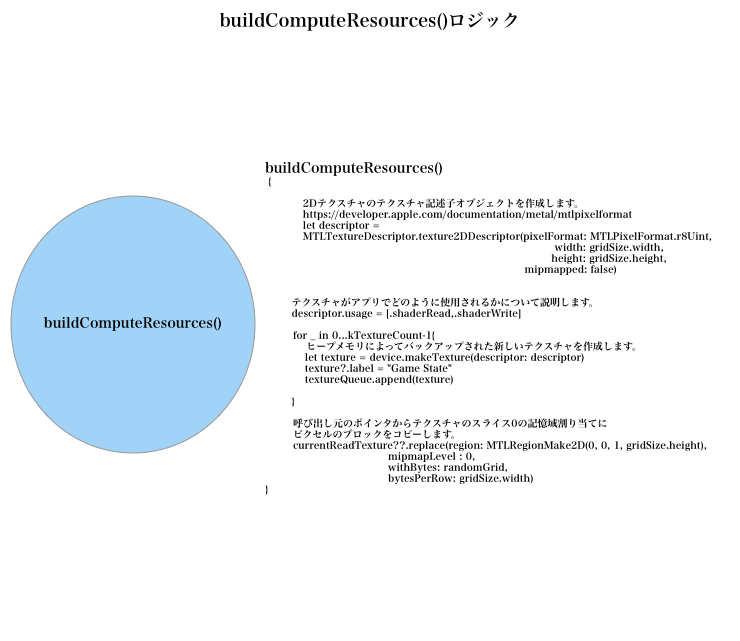 buildComputeResources()ロジック
buildComputeResources()
{
2Dテクスチャのテクスチャ記述子オブジェクトを作成します。
https://developer.apple.com/documentation/metal/mtlpixelformat
let descriptor =
MTLTextureDescriptor.texture2DDescriptor(pixelFormat: MTLPixelFormat.r8Uint,
width: gridSize.width,
height: gridSize.height,
mipmapped: false)
テクスチャがアプリでどのように使用されるかについて説明します。
descriptor.usage = [.shaderRead,.shaderWrite]
buildComputeResources()
for _ in 0...kTextureCount-1{
ヒープメモリによってバックアップされた新しいテクスチャを作成します。
let texture = device.makeTexture(descriptor: descriptor)
texture?.label = "Game State"
textureQueue.append(texture)
}
呼び出し元のポインタからテクスチャのスライス0の記憶域割り当てに
ピクセルのブロックをコピーします。
currentReadTexture??.replace(region: MTLRegionMake2D(0, 0, 1, gridSize.height),
mipmapLevel : 0,
withBytes: randomGrid,
bytesPerRow: gridSize.width)
}